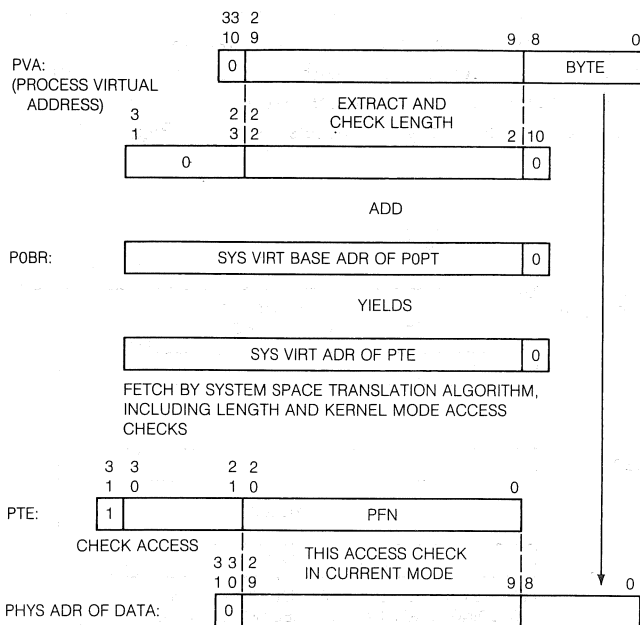 33 2
10 9 9 8 0
PVA: 0 BYTE
(PROCESS VIRTUAL
ADDRESS)
EXTRACT AND
CHECK LENGTH
3 2 2
1 3 2 2 10
0 0
ADD
P0BR: SYS VIRT BASE ADR OF P0PT 0
YIELDS
SYS VIRT ADR OF PTE 0
FETCH BY SYSTEM SPACE TRANSLATION ALGORITHM,
INCLUDING LENGTH AND KERNEL MODE ACCESS
CHECKS
3 3 2 2
1 0 1 0 0
PTE: 1 PFN
CHECK ACCESS
THIS ACCESS CHECK
IN CURRENT MODE
3 3 2
1 0 9 9 8 0
PHYS ADR OF DATA: 0